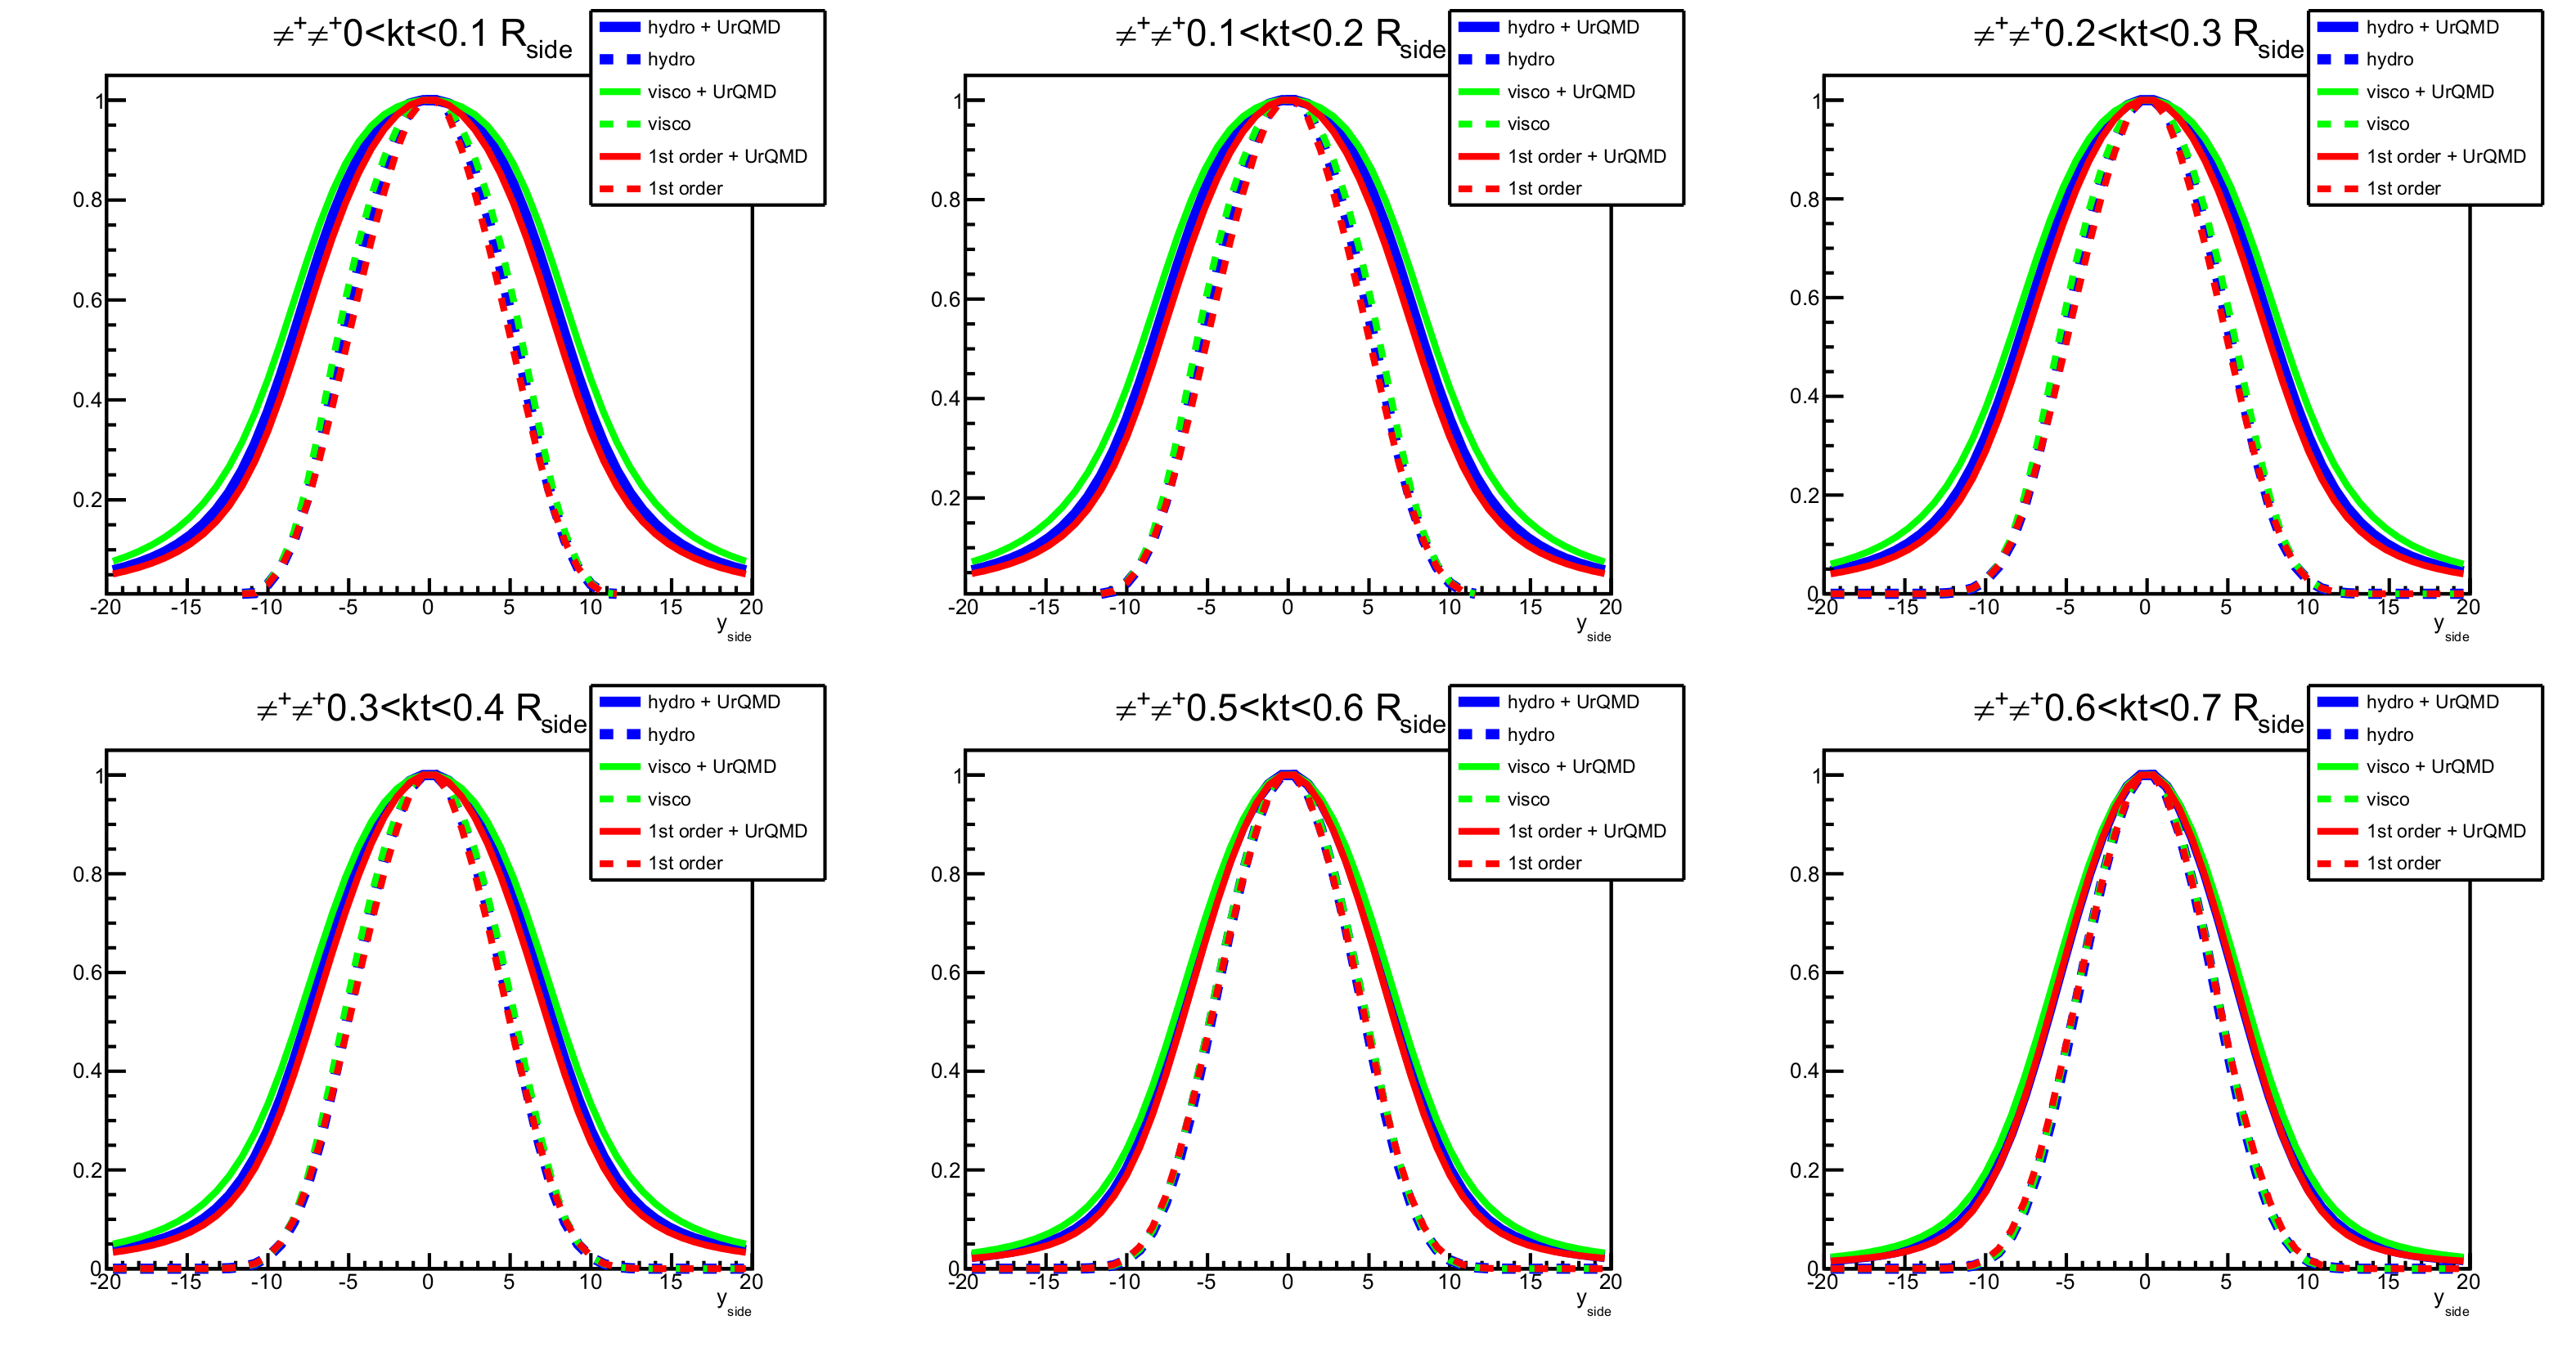 ≠⁺≠⁺0<kt<0.1 R_side
hydro + UrQMD
hydro
visco + UrQMD
visco
1st order + UrQMD
1st order
1
0.8
0.6
0.4
0.2
-20 -15 -10 -5 0 5 10 15 20
y_side
≠⁺≠⁺0.1<kt<0.2 R_side
hydro + UrQMD
hydro
visco + UrQMD
visco
1st order + UrQMD
1st order
1
0.8
0.6
0.4
0.2
-20 -15 -10 -5 0 5 10 15 20
y_side
≠⁺≠⁺0.2<kt<0.3 R_side
hydro + UrQMD
hydro
visco + UrQMD
visco
1st order + UrQMD
1st order
1
0.8
0.6
0.4
0.2
0
-20 -15 -10 -5 0 5 10 15 20
y_side
≠⁺≠⁺0.3<kt<0.4 R_side
hydro + UrQMD
hydro
visco + UrQMD
visco
1st order + UrQMD
1st order
1
0.8
0.6
0.4
0.2
0
-20 -15 -10 -5 0 5 10 15 20
y_side
≠⁺≠⁺0.5<kt<0.6 R_side
hydro + UrQMD
hydro
visco + UrQMD
visco
1st order + UrQMD
1st order
1
0.8
0.6
0.4
0.2
0
-20 -15 -10 -5 0 5 10 15 20
y_side
≠⁺≠⁺0.6<kt<0.7 R_side
hydro + UrQMD
hydro
visco + UrQMD
visco
1st order + UrQMD
1st order
1
0.8
0.6
0.4
0.2
0
-20 -15 -10 -5 0 5 10 15 20
y_side